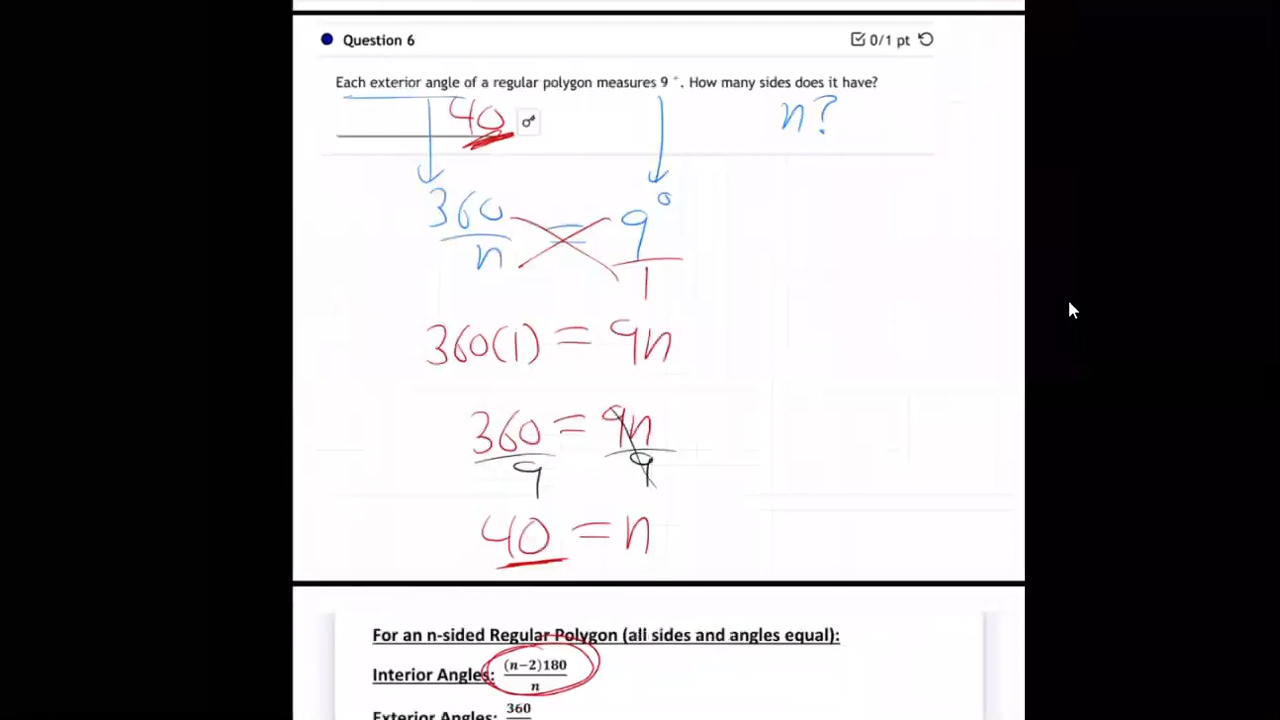 Question 6
0/1 pt
Each exterior angle of a regular polygon measures 9 °. How many sides does it have?
40
n?
360/n = 9°/1
360(1) = 9n
360/9 = 9n/9
40 = n
For an n-sided Regular Polygon (all sides and angles equal):
Interior Angles: (n−2)180/n
Exterior Angles: 360